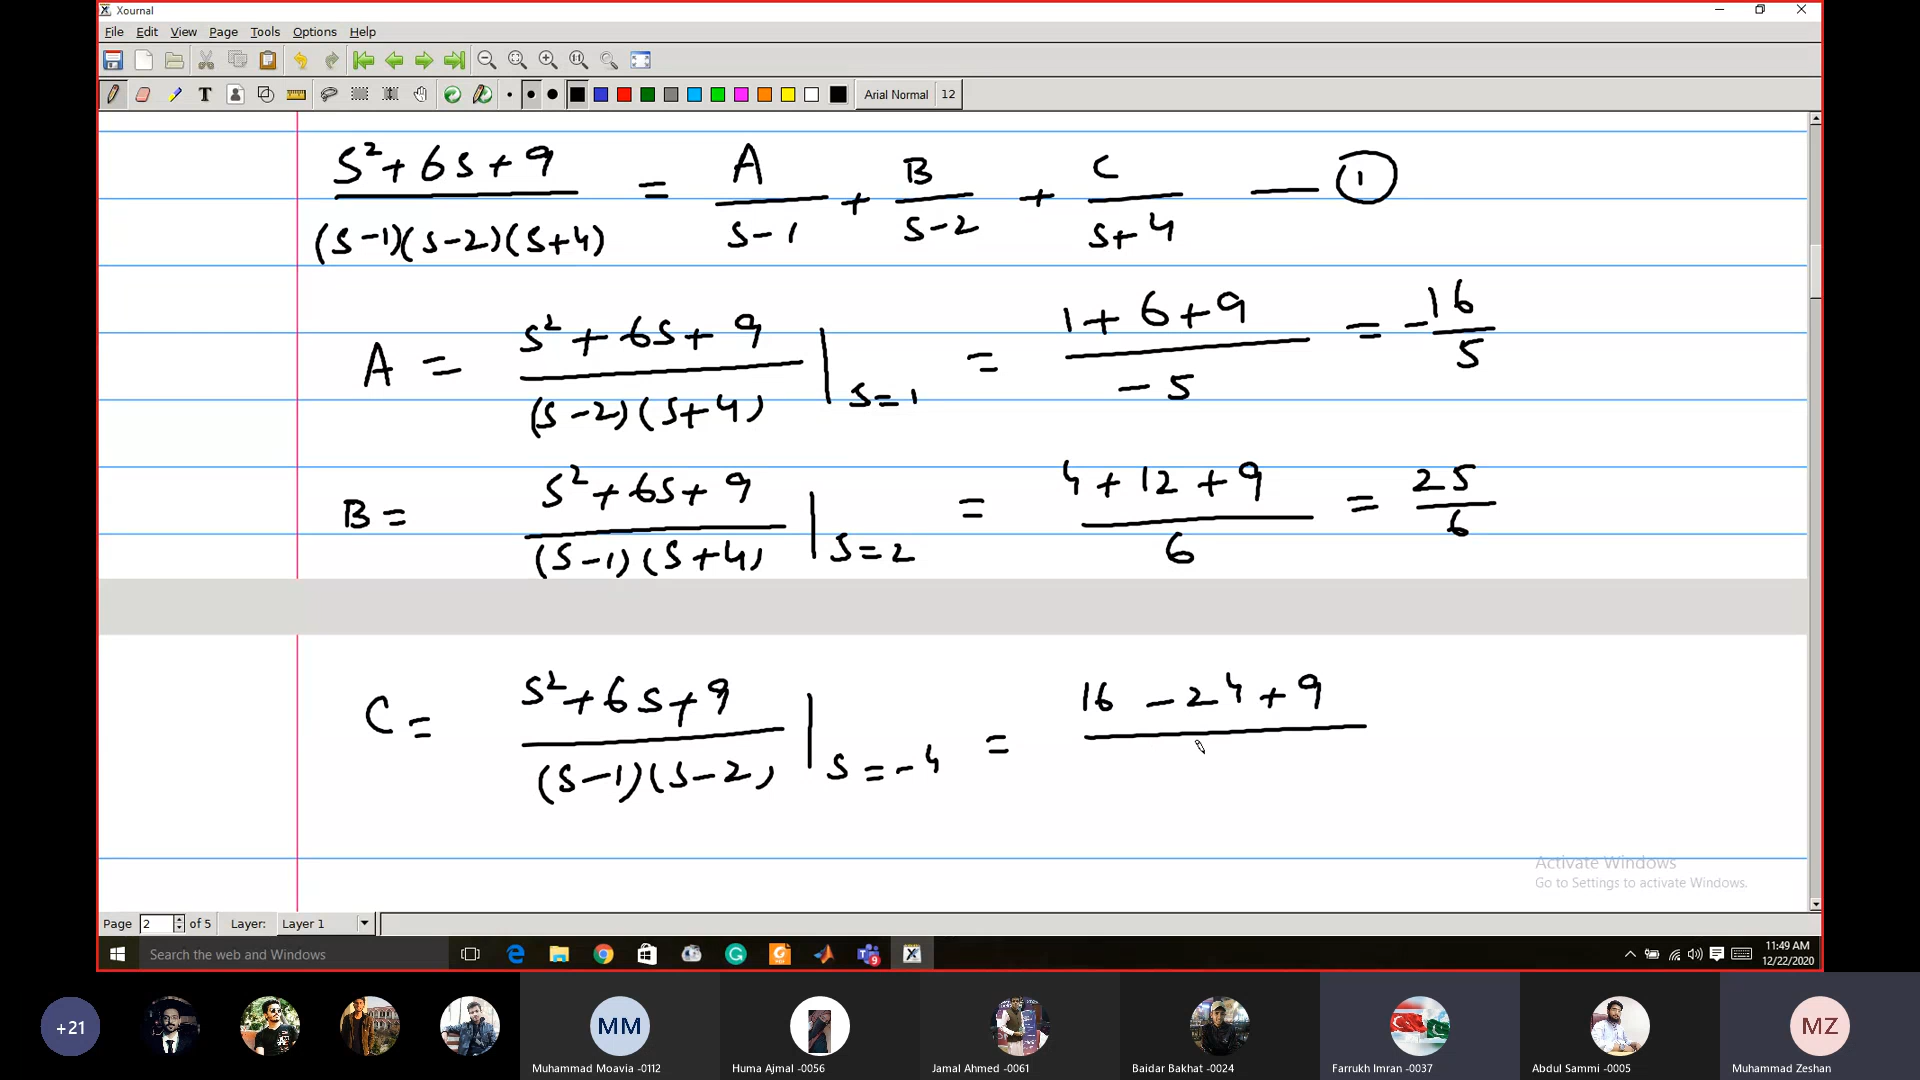 Xournal
File Edit View Page Tools Options Help
Arial Normal 12
S²+6S+9 / (S-1)(S-2)(S+4) = A / S-1 + B / S-2 + C / S+4 — ①
A = S²+6S+9 / (S-2)(S+4) | S=1 = 1+6+9 / -5 = -16 / 5
B = S²+6S+9 / (S-1)(S+4) | S=2 = 4+12+9 / 6 = 25 / 6
C = S²+6S+9 / (S-1)(S-2) | S=-4 = 16-24+9
Activate Windows
Go to Settings to activate Windows.
Page 2 of 5 Layer: Layer 1
Search the web and Windows
9
11:49 AM
12/22/2020
+21
MM
MZ
Muhammad Moavia -0112 Huma Ajmal -0056 Jamal Ahmed -0061 Baidar Bakhat -0024 Farrukh Imran -0037 Abdul Sammi -0005 Muhammad Zeshan